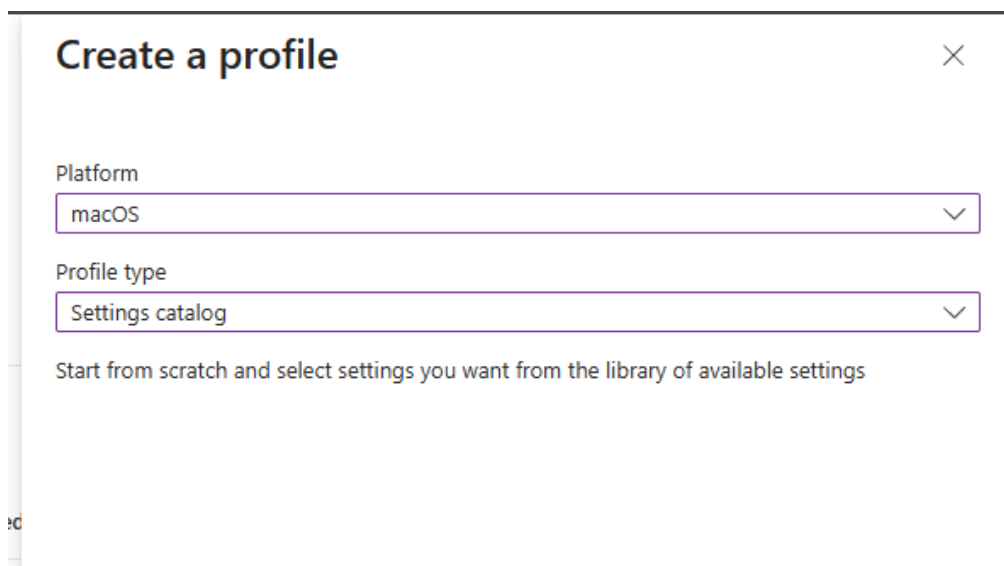 Create a profile
Platform
macOS
Profile type
Settings catalog
Start from scratch and select settings you want from the library of available settings
ed